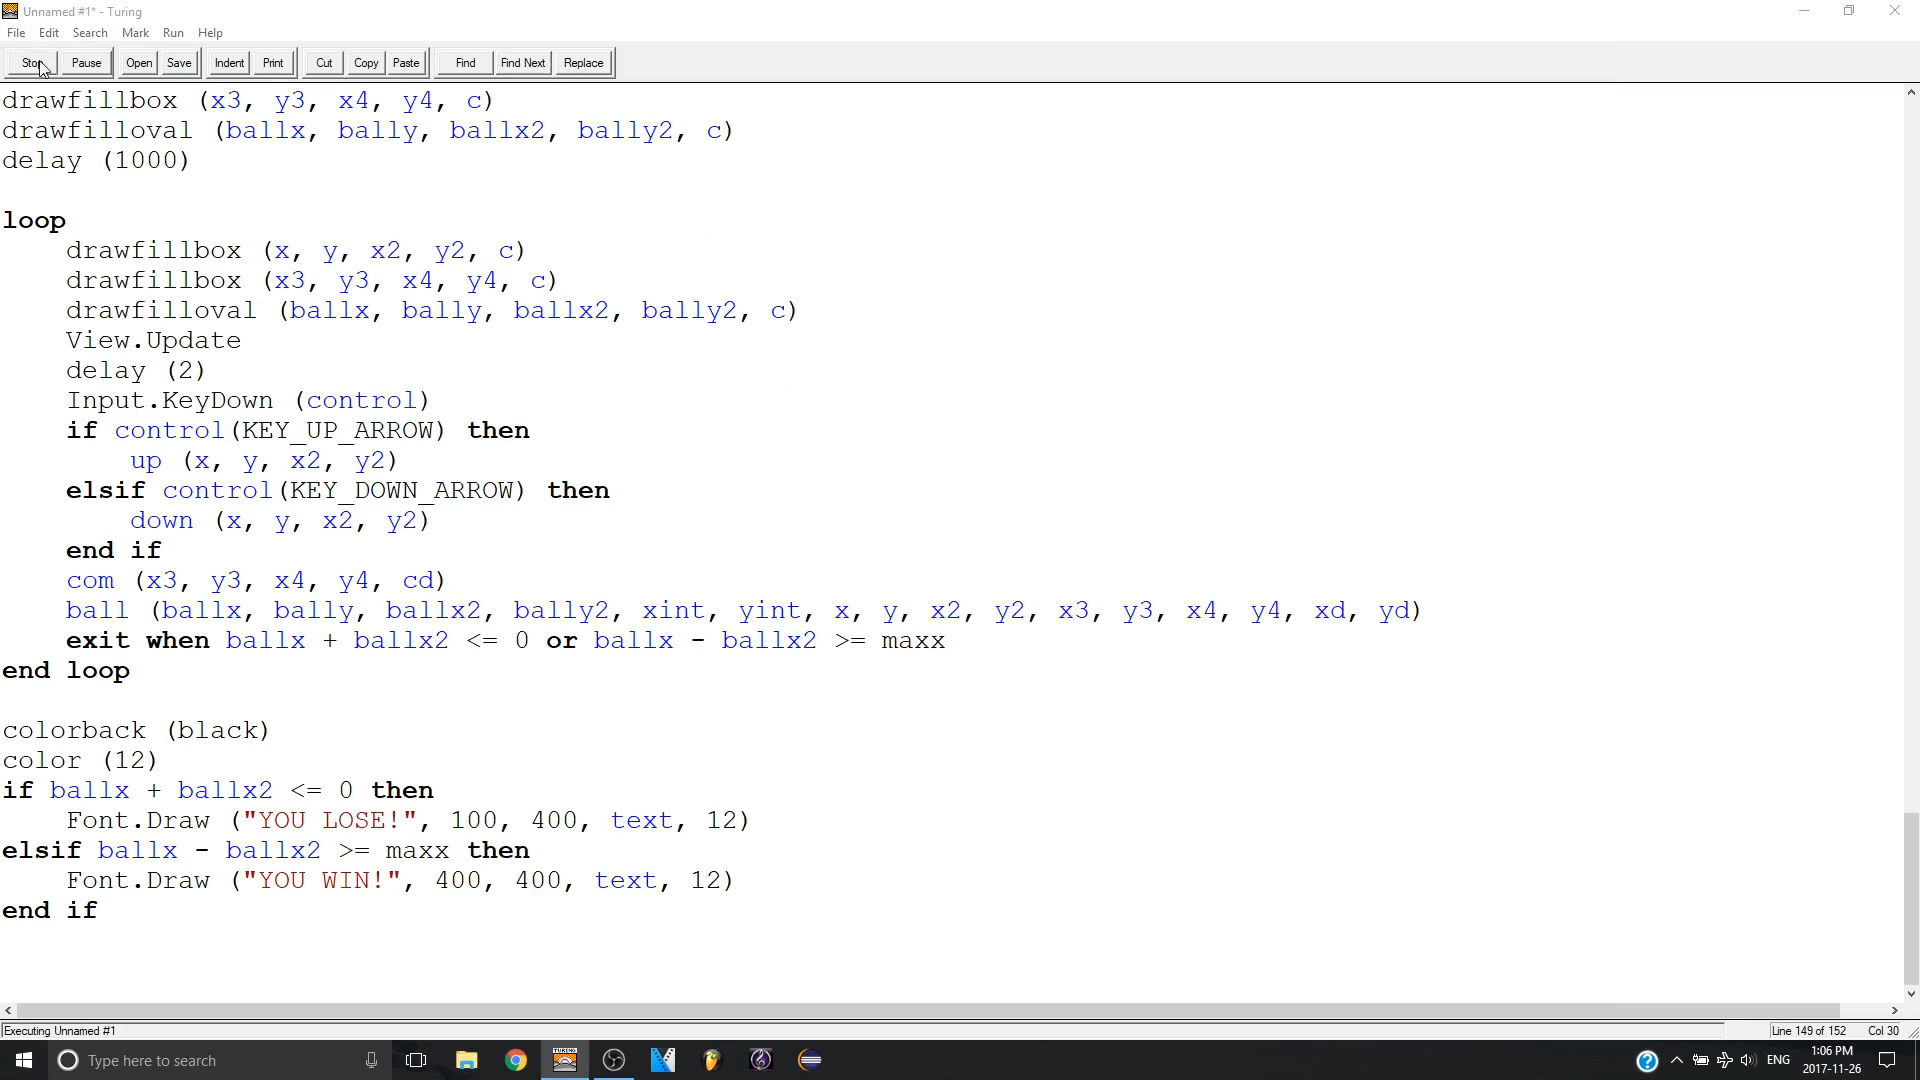 Unnamed #1* - Turing
File Edit Search Mark Run Help
Stop Pause Open Save Indent Print Cut Copy Paste Find Find Next Replace
drawfillbox (x3, y3, x4, y4, c)
drawfilloval (ballx, bally, ballx2, bally2, c)
delay (1000)
loop
drawfillbox (x, y, x2, y2, c)
drawfillbox (x3, y3, x4, y4, c)
drawfilloval (ballx, bally, ballx2, bally2, c)
View.Update
delay (2)
Input.KeyDown (control)
if control(KEY_UP_ARROW) then
up (x, y, x2, y2)
elsif control(KEY_DOWN_ARROW) then
down (x, y, x2, y2)
end if
com (x3, y3, x4, y4, cd)
ball (ballx, bally, ballx2, bally2, xint, yint, x, y, x2, y2, x3, y3, x4, y4, xd, yd)
exit when ballx + ballx2 <= 0 or ballx - ballx2 >= maxx
end loop
colorback (black)
color (12)
if ballx + ballx2 <= 0 then
Font.Draw ("YOU LOSE!", 100, 400, text, 12)
elsif ballx - ballx2 >= maxx then
Font.Draw ("YOU WIN!", 400, 400, text, 12)
end if
Executing Unnamed #1 Line 149 of 152 Col 30
Type here to search TURING ENG 1:06 PM
2017-11-26